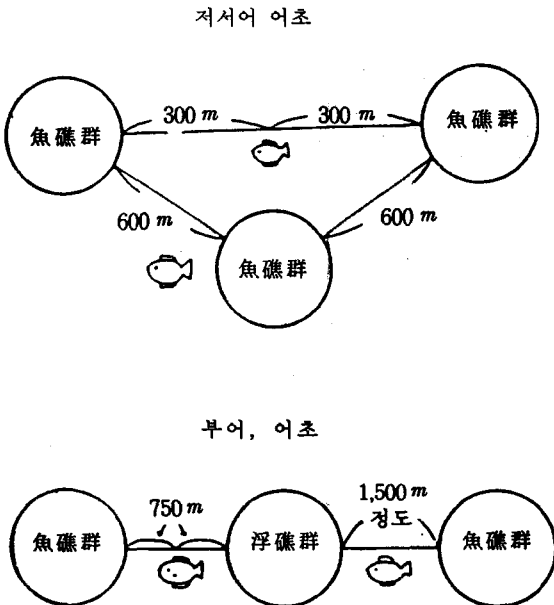 저서어 어초
300 m 300 m
魚礁群 魚礁群
600 m 600 m
魚礁群
부어, 어초
750 m 1,500 m
정도
魚礁群 浮礁群 魚礁群